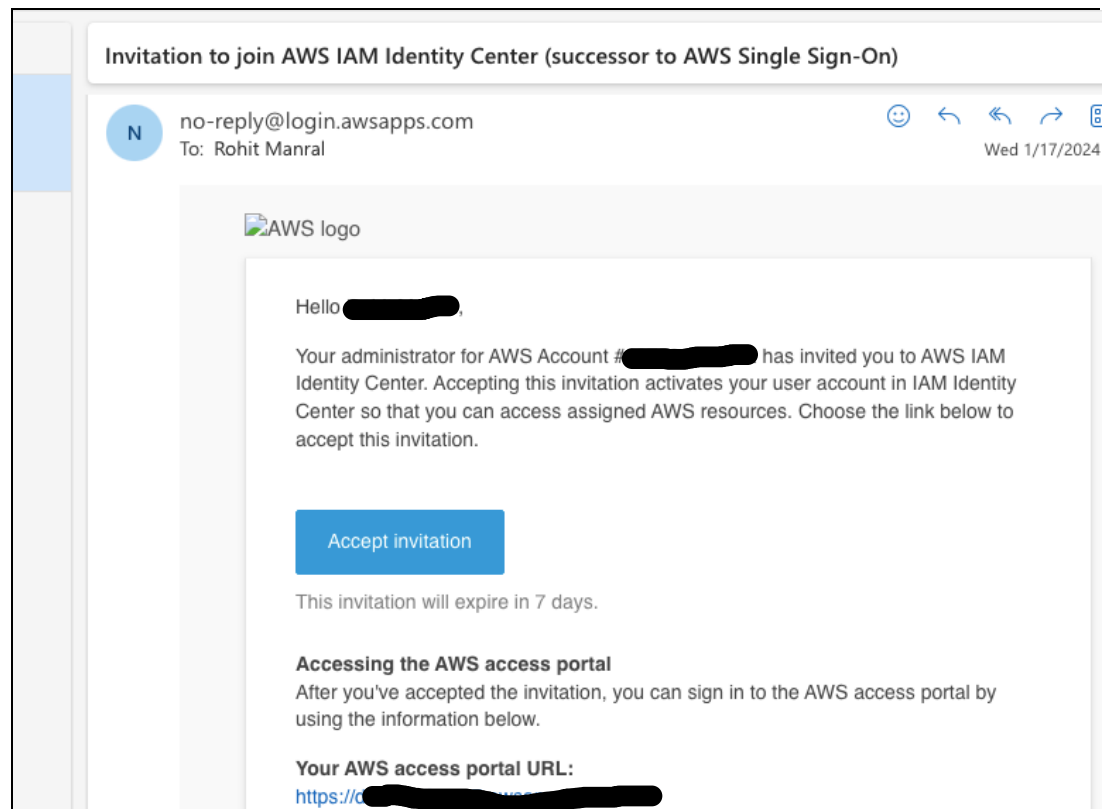 Invitation to join AWS IAM Identity Center (successor to AWS Single Sign-On)
N
no-reply@login.awsapps.com
To: Rohit Manral
Wed 1/17/2024
AWS logo
Hello ,
Your administrator for AWS Account # has invited you to AWS IAM
Identity Center. Accepting this invitation activates your user account in IAM Identity
Center so that you can access assigned AWS resources. Choose the link below to
accept this invitation.
Accept invitation
This invitation will expire in 7 days.
Accessing the AWS access portal
After you've accepted the invitation, you can sign in to the AWS access portal by
using the information below.
Your AWS access portal URL:
https://d